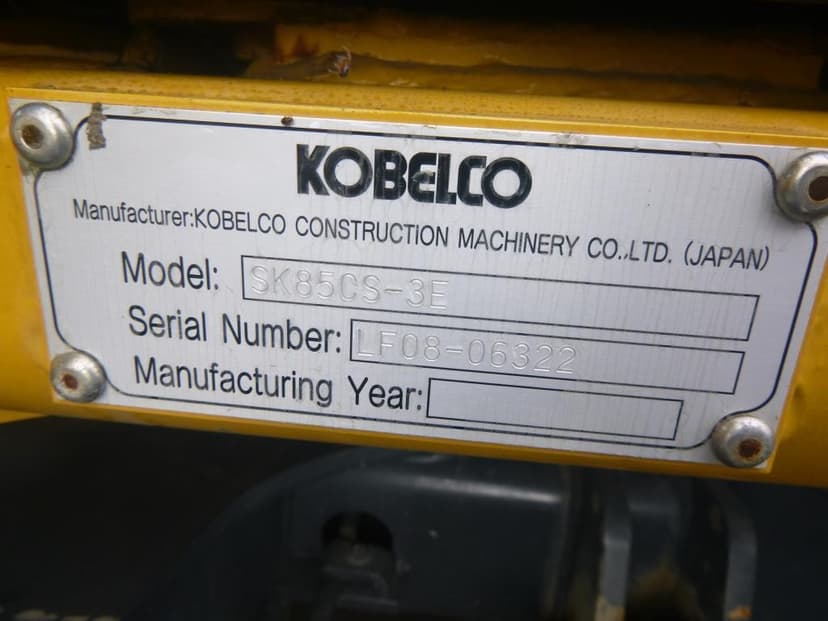 KOBELCO
Manufacturer:KOBELCO CONSTRUCTION MACHINERY CO.,LTD. (JAPAN)
Model: SK85CS-3E
Serial Number: LF08-06322
Manufacturing Year: